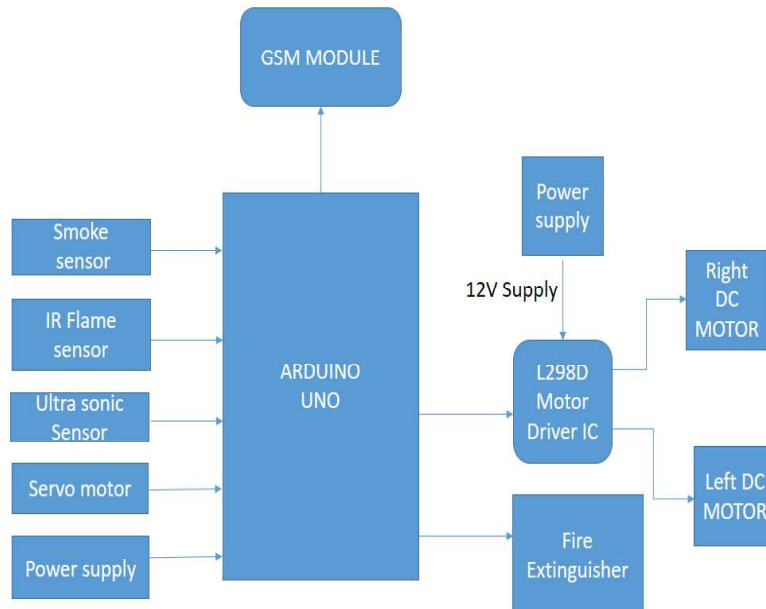 GSM MODULE
Smoke
sensor
IR Flame
sensor
Ultra sonic
Sensor
Servo motor
Power supply
ARDUINO
UNO
Power
supply
12V Supply
L298D
Motor
Driver IC
Right
DC
MOTOR
Left DC
MOTOR
Fire
Extinguisher